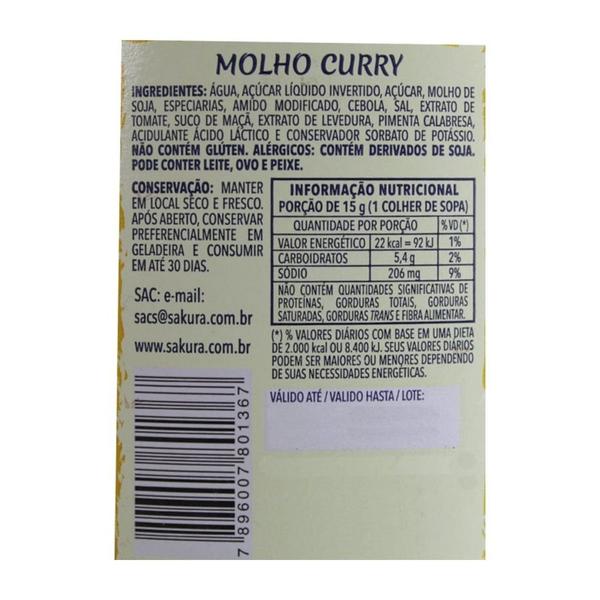 MOLHO CURRY
INGREDIENTES: ÁGUA, AÇÚCAR LÍQUIDO INVERTIDO, AÇÚCAR, MOLHO DE
SOJA, ESPECIARIAS, AMIDO MODIFICADO, CEBOLA, SAL, EXTRATO DE
TOMATE, SUCO DE MAÇÃ, EXTRATO DE LEVEDURA, PIMENTA CALABRESA,
ACIDULANTE ÁCIDO LÁCTICO E CONSERVADOR SORBATO DE POTÁSSIO.
NÃO CONTÉM GLÚTEN. ALÉRGICOS: CONTÉM DERIVADOS DE SOJA.
PODE CONTER LEITE, OVO E PEIXE.
CONSERVAÇÃO: MANTER
EM LOCAL SECO E FRESCO.
APÓS ABERTO, CONSERVAR
PREFERENCIALMENTE EM
GELADEIRA E CONSUMIR
EM ATÉ 30 DIAS.
SAC: e-mail:
sacs@sakura.com.br
www.sakura.com.br
INFORMAÇÃO NUTRICIONAL
PORÇÃO DE 15 g (1 COLHER DE SOPA)
QUANTIDADE POR PORÇÃO %VD(*)
VALOR ENERGÉTICO 22 kcal = 92 kJ 1%
CARBOIDRATOS 5,4 g 2%
SÓDIO 206 mg 9%
NÃO CONTÉM QUANTIDADES SIGNIFICATIVAS DE
PROTEÍNAS, GORDURAS TOTAIS, GORDURAS
SATURADAS, GORDURAS TRANS E FIBRA ALIMENTAR.
(*) % VALORES DIÁRIOS COM BASE EM UMA DIETA
DE 2.000 kcal OU 8.400 kJ. SEUS VALORES DIÁRIOS
PODEM SER MAIORES OU MENORES DEPENDENDO
DE SUAS NECESSIDADES ENERGÉTICAS.
VÁLIDO ATÉ / VALIDO HASTA / LOTE:
7 896007 801367